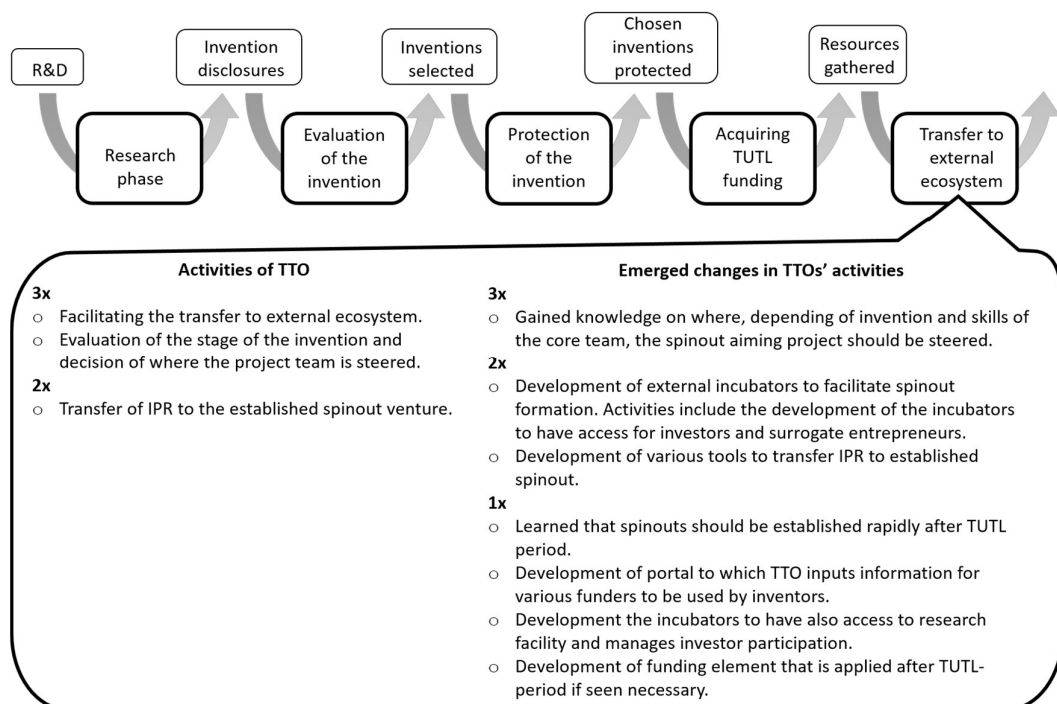 R&D
Invention
disclosures
Inventions
selected
Chosen
inventions
protected
Resources
gathered
Research
phase
Evaluation
of the
invention
Protection
of the
invention
Acquiring
TUTL
funding
Transfer to
external
ecosystem
Activities of TTO
3x
o Facilitating the transfer to external ecosystem.
o Evaluation of the stage of the invention and
decision of where the project team is steered.
2x
o Transfer of IPR to the established spinout venture.
Emerged changes in TTOs' activities
3x
o Gained knowledge on where, depending of invention and skills of
the core team, the spinout aiming project should be steered.
2x
o Development of external incubators to facilitate spinout
formation. Activities include the development of the incubators
to have access for investors and surrogate entrepreneurs.
o Development of various tools to transfer IPR to established
spinout.
1x
o Learned that spinouts should be established rapidly after TUTL
period.
o Development of portal to which TTO inputs information for
various funders to be used by inventors.
o Development the incubators to have also access to research
facility and manages investor participation.
o Development of funding element that is applied after TUTL-
period if seen necessary.